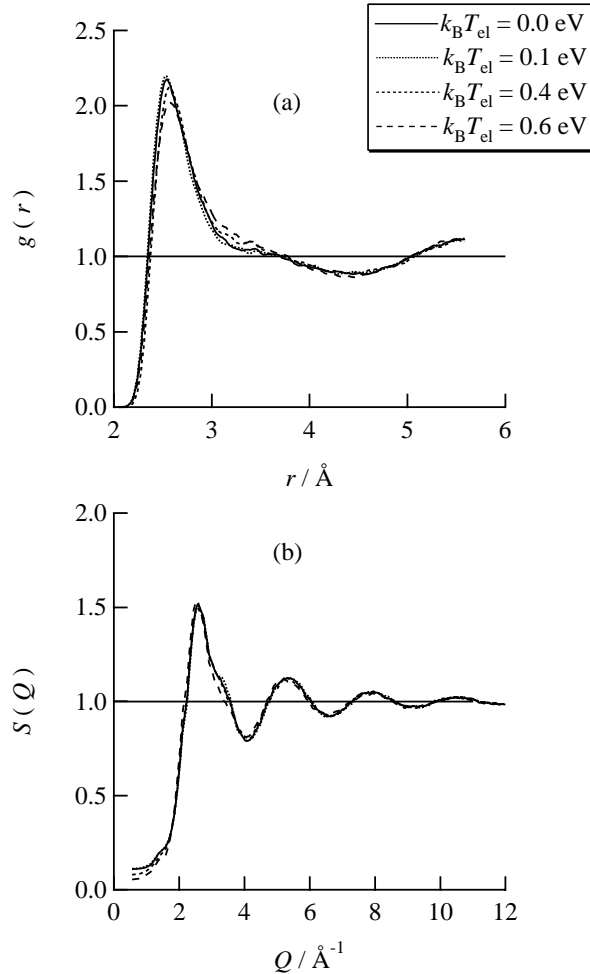 k_B T_el = 0.0 eV
k_B T_el = 0.1 eV
k_B T_el = 0.4 eV
k_B T_el = 0.6 eV
(a)
g(r)
2.5
2.0
1.5
1.0
0.5
0.0
2 3 4 5 6
r / Å
(b)
S(Q)
2.0
1.5
1.0
0.5
0.0
0 2 4 6 8 10 12
Q / Å⁻¹